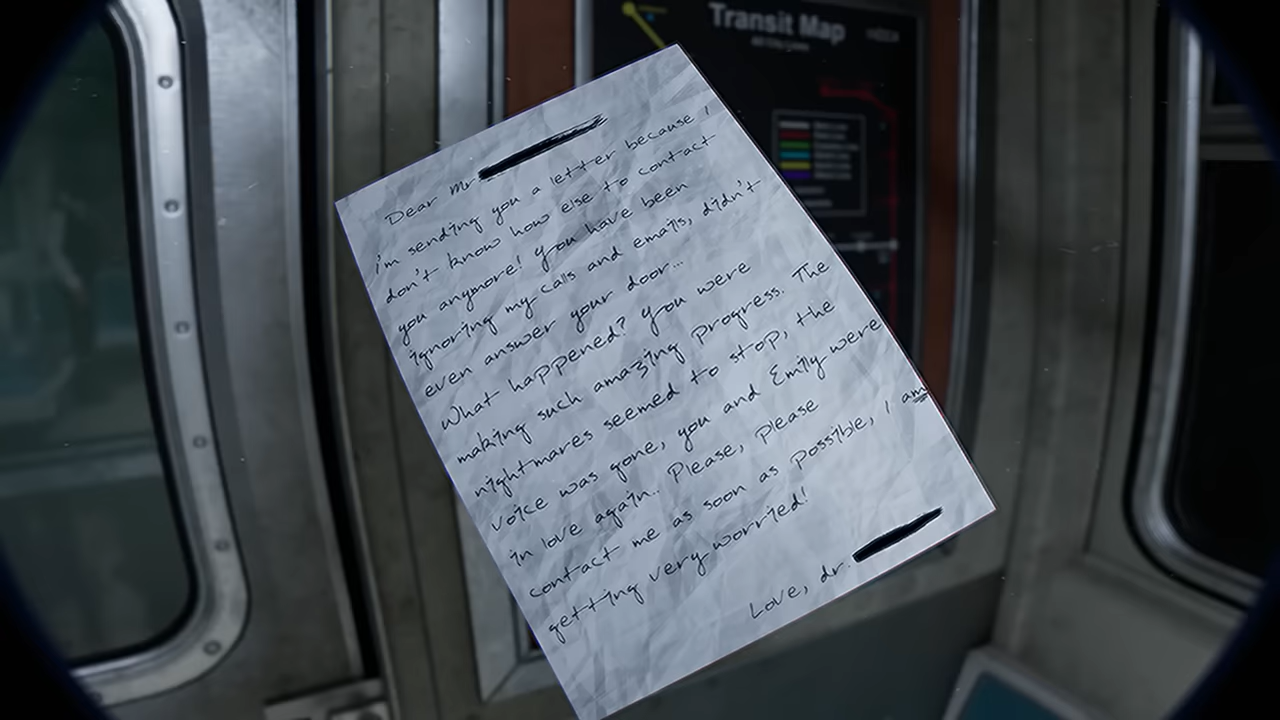 Transit Map
Dear Mr
I'm sending you a letter because I
don't know how else to contact
you anymore! You have been
ignoring my calls and emails, didn't
even answer your door...
What happened? You were
making such amazing progress. The
nightmares seemed to stop, the
voice was gone, you and Emily were
in love again.. Please, please
contact me as soon as possible, I am
getting very worried!
Love, dr.